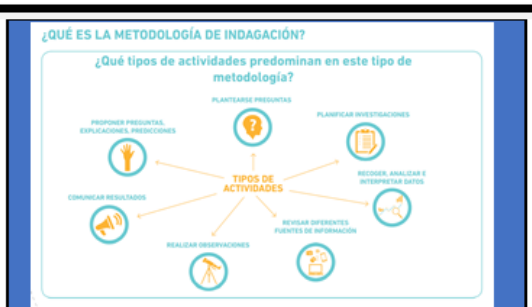 ¿QUÉ ES LA METODOLOGÍA DE INDAGACIÓN?
¿Qué tipos de actividades predominan en este tipo de
metodología?
PLANTEARSE PREGUNTAS
PROPONER PREGUNTAS,
EXPLICACIONES, PREDICCIONES
PLANIFICAR INVESTIGACIONES
TIPOS DE
ACTIVIDADES
RECOGER, ANALIZAR E
INTERPRETAR DATOS
COMUNICAR RESULTADOS
REVISAR DIFERENTES
FUENTES DE INFORMACIÓN
REALIZAR OBSERVACIONES